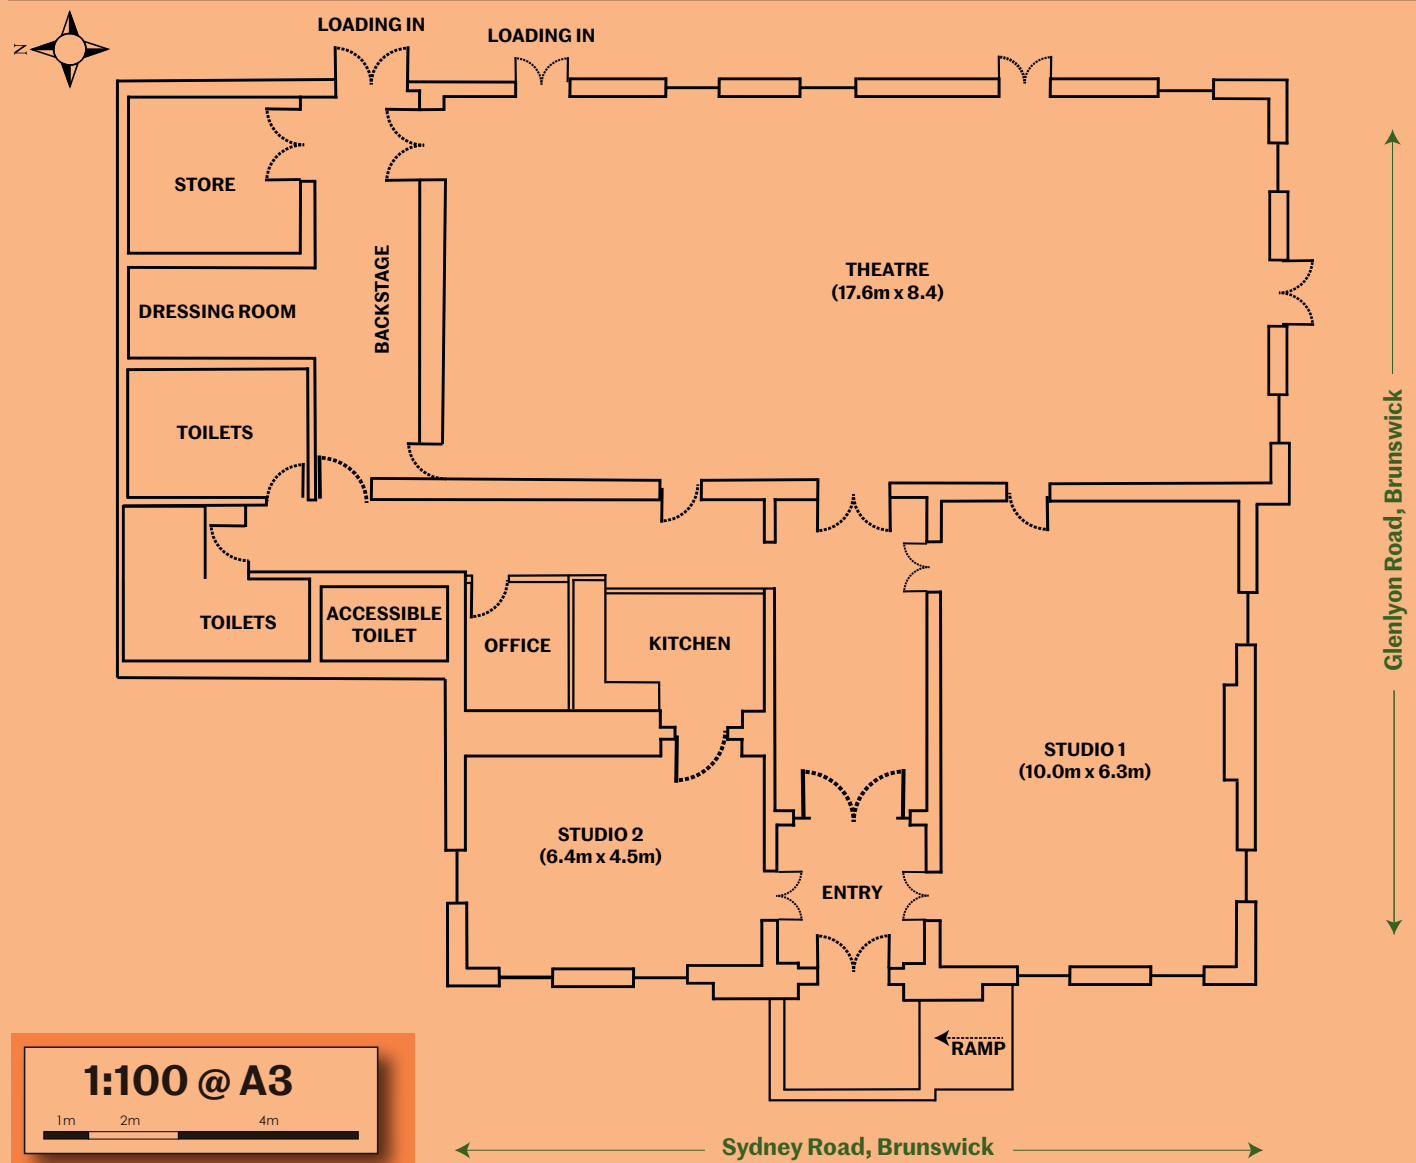 LOADING IN
LOADING IN
N
STORE
BACKSTAGE
THEATRE
(17.6m x 8.4)
DRESSING ROOM
TOILETS
Glenlyon Road, Brunswick
TOILETS
ACCESSIBLE
TOILET
OFFICE
KITCHEN
STUDIO 1
(10.0m x 6.3m)
STUDIO 2
(6.4m x 4.5m)
ENTRY
RAMP
1:100 @ A3
1m 2m 4m
Sydney Road, Brunswick